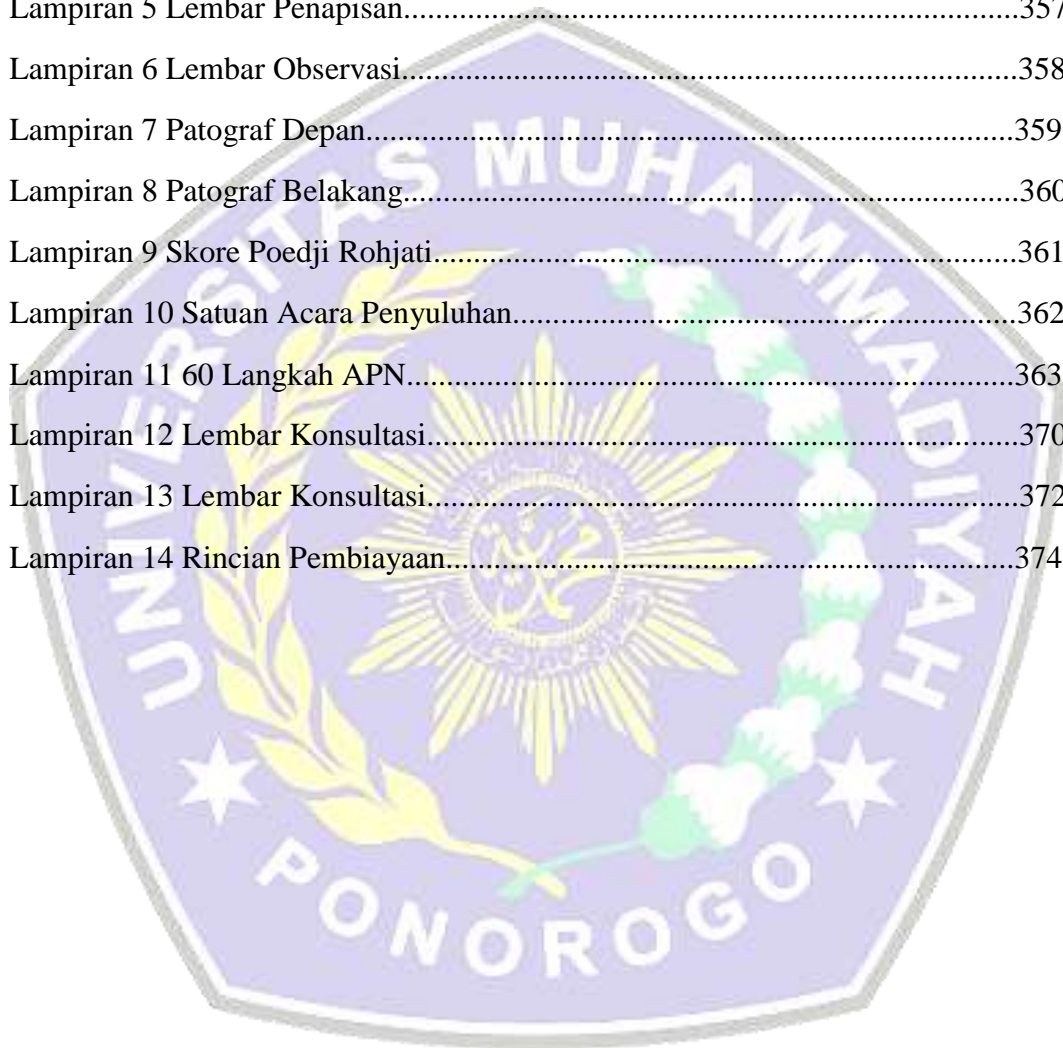 Lampiran 5 Lembar Penapisan....................................................................................357
Lampiran 6 Lembar Observasi....................................................................................358
Lampiran 7 Patograf Depan........................................................................................359
Lampiran 8 Patograf Belakang....................................................................................360
Lampiran 9 Skore Poedji Rohjati................................................................................361
Lampiran 10 Satuan Acara Penyuluhan......................................................................362
Lampiran 11 60 Langkah APN...................................................................................363
Lampiran 12 Lembar Konsultasi.................................................................................370
Lampiran 13 Lembar Konsultasi.................................................................................372
Lampiran 14 Rincian Pembiayaan..............................................................................374
UNIVERSITAS MUHAMMADIYAH
PONOROGO